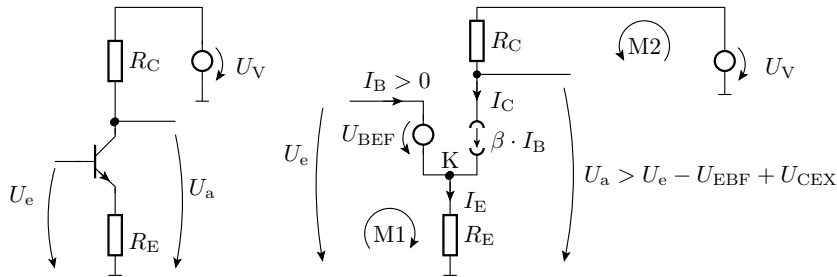 R_C
U_V
U_e
U_a
R_E
R_C
M2
U_V
I_B > 0
I_C
U_BEF
β · I_B
U_e
K
U_a > U_e − U_EBF + U_CEX
I_E
M1
R_E